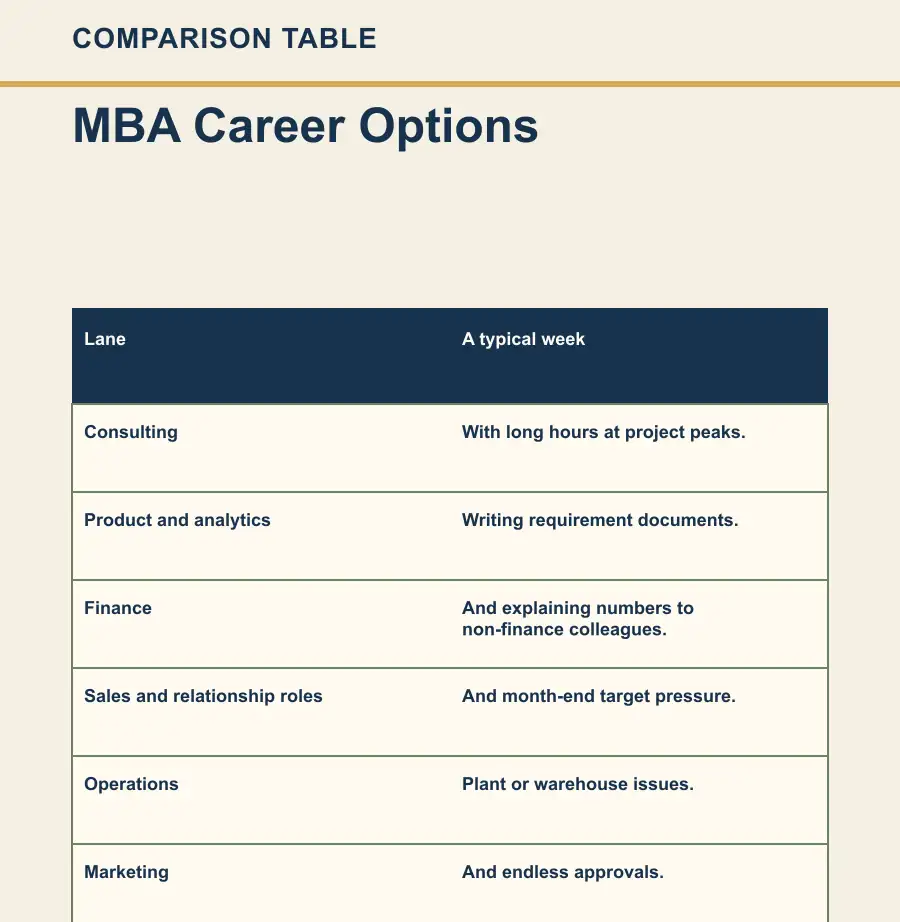 COMPARISON TABLE
MBA Career Options
Lane
A typical week
Consulting
With long hours at project peaks.
Product and analytics
Writing requirement documents.
Finance
And explaining numbers to
non-finance colleagues.
Sales and relationship roles
And month-end target pressure.
Operations
Plant or warehouse issues.
Marketing
And endless approvals.